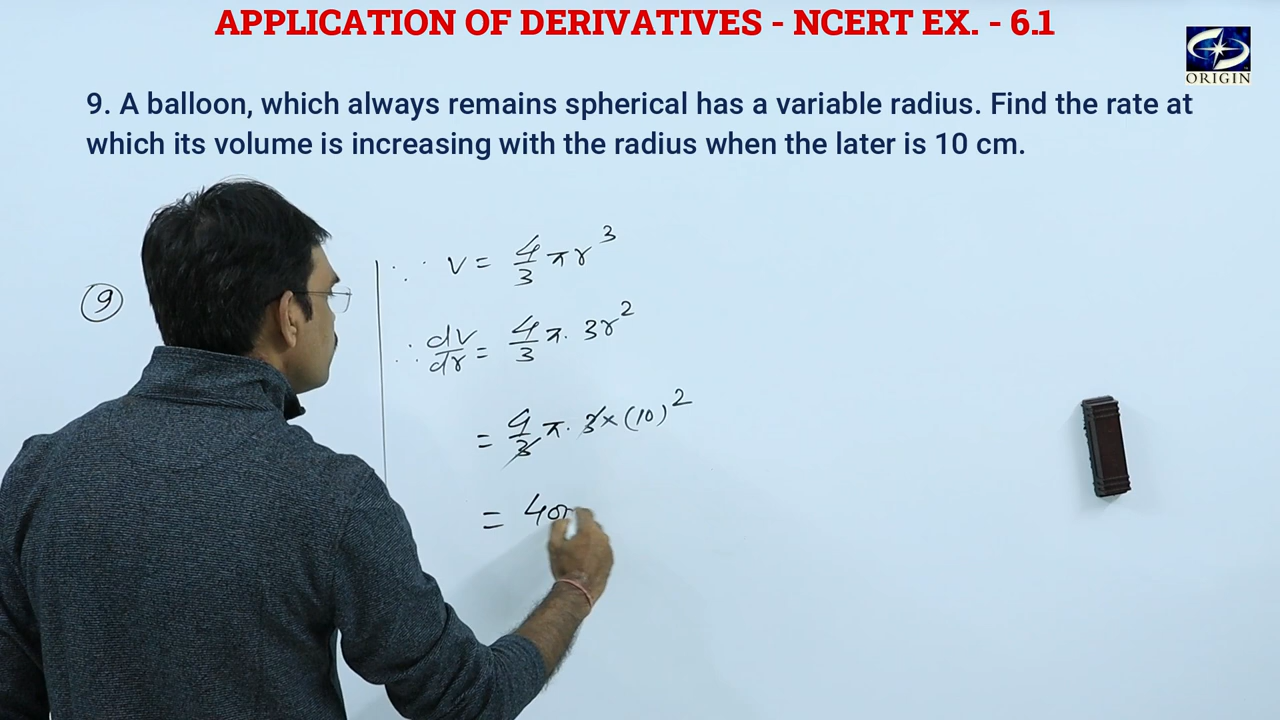 APPLICATION OF DERIVATIVES - NCERT EX. - 6.1
ORIGIN
9. A balloon, which always remains spherical has a variable radius. Find the rate at
which its volume is increasing with the radius when the later is 10 cm.
9
∵ V = 4/3 πr³
∴ dV/dr = 4/3 π. 3r²
= 4/3 π. 3×(10)²
= 40